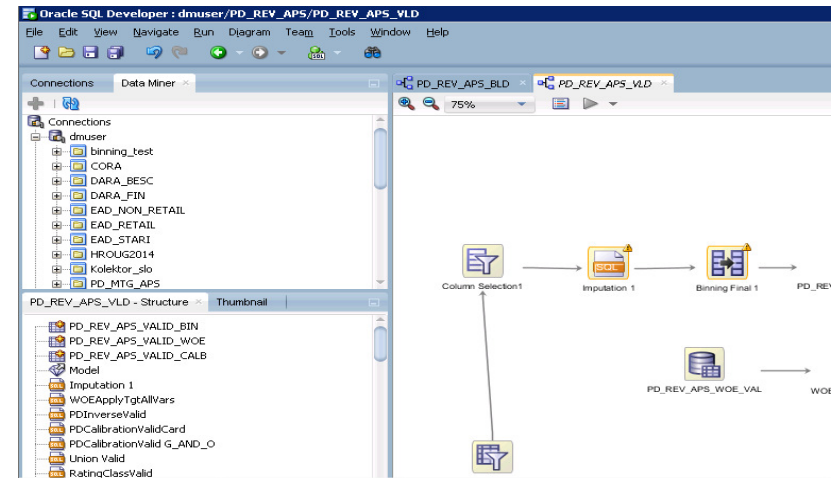 Oracle SQL Developer : dmuser/PD_REV_APS/PD_REV_APS_VLD
File Edit View Navigate Run Diagram Team Tools Window Help
Connections Data Miner
PD_REV_APS_BLD PD_REV_APS_VLD
75%
Connections
dmuser
binning_test
CORA
DARA_BESC
DARA_FIN
EAD_NON_RETAIL
EAD_RETAIL
EAD_STARI
HROUG2014
Kolektor_slo
PD_MTG_APS
Column Selection1
SQL
Imputation 1
Binning Final 1
PD_REV
PD_REV_APS_VLD - Structure Thumbnail
PD_REV_APS_VALID_BIN
PD_REV_APS_VALID_WOE
PD_REV_APS_VALID_CALB
Model
Imputation 1
WOEApplyTgtAllVars
PDInverseValid
PDCalibrationValidCard
PDCalibrationValid G_AND_O
Union Valid
RatingClassValid
PD_REV_APS_WOE_VAL
WOE